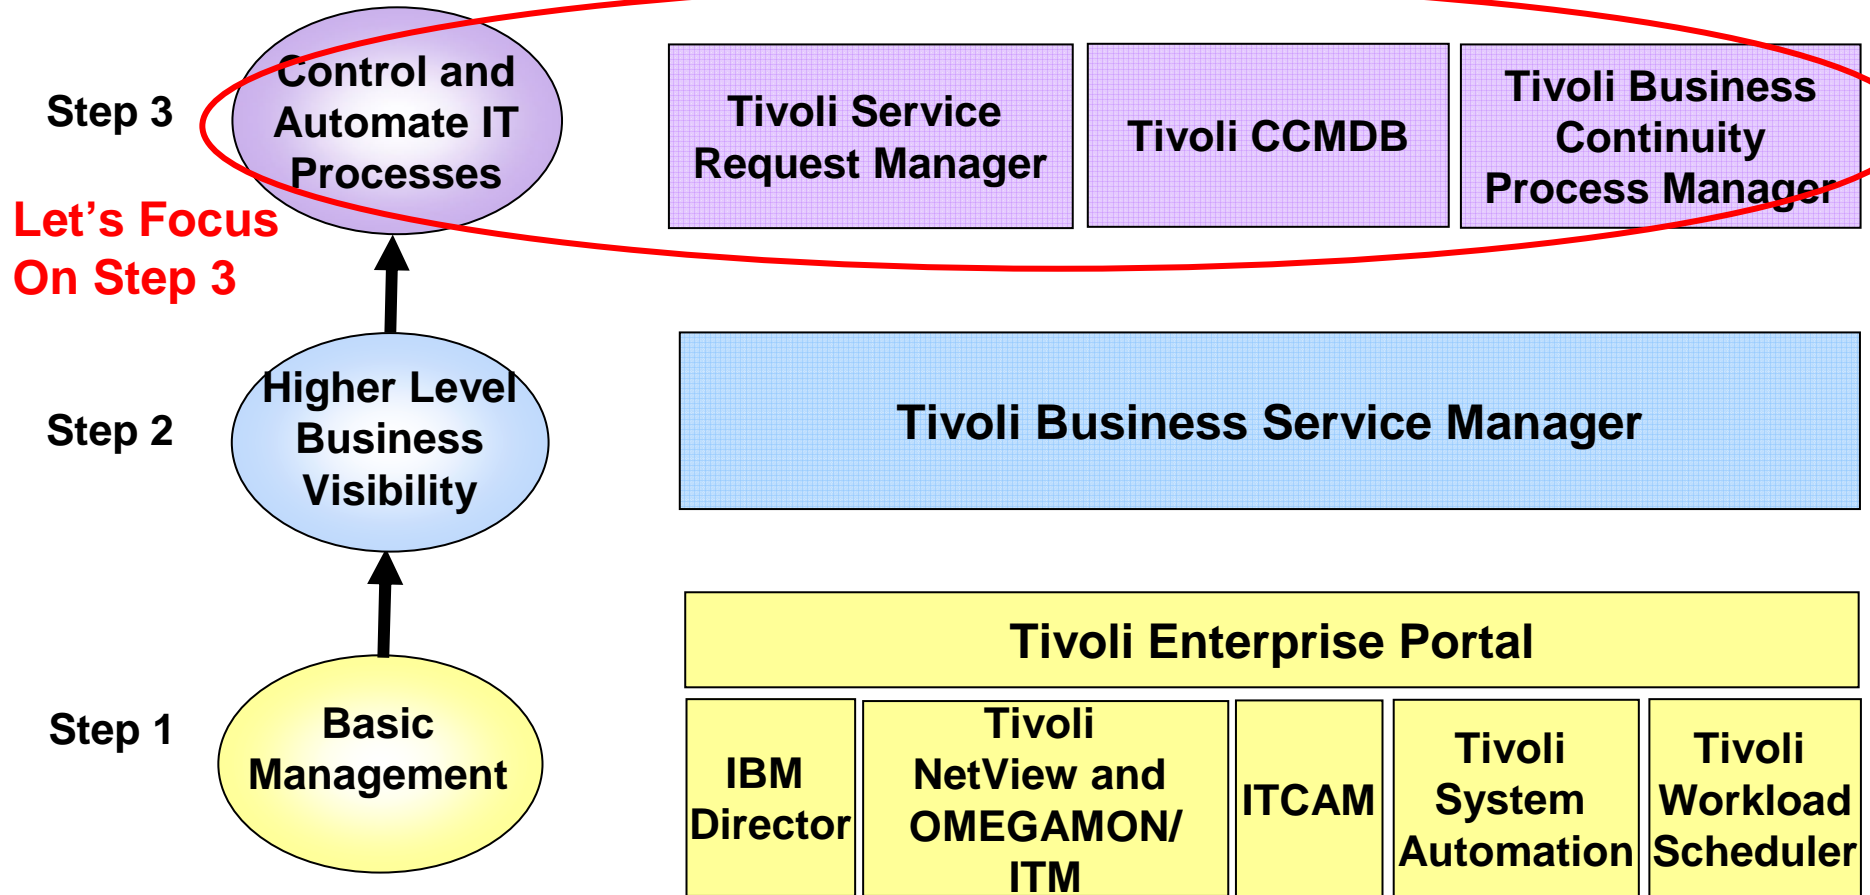 Step 3
Control and
Automate IT
Processes
Tivoli Service
Request Manager
Tivoli CCMDB
Tivoli Business
Continuity
Process Manager
Let’s Focus
On Step 3
Step 2
Higher Level
Business
Visibility
Tivoli Business Service Manager
Step 1
Basic
Management
Tivoli Enterprise Portal
IBM
Director
Tivoli
NetView and
OMEGAMON/
ITM
ITCAM
Tivoli
System
Automation
Tivoli
Workload
Scheduler